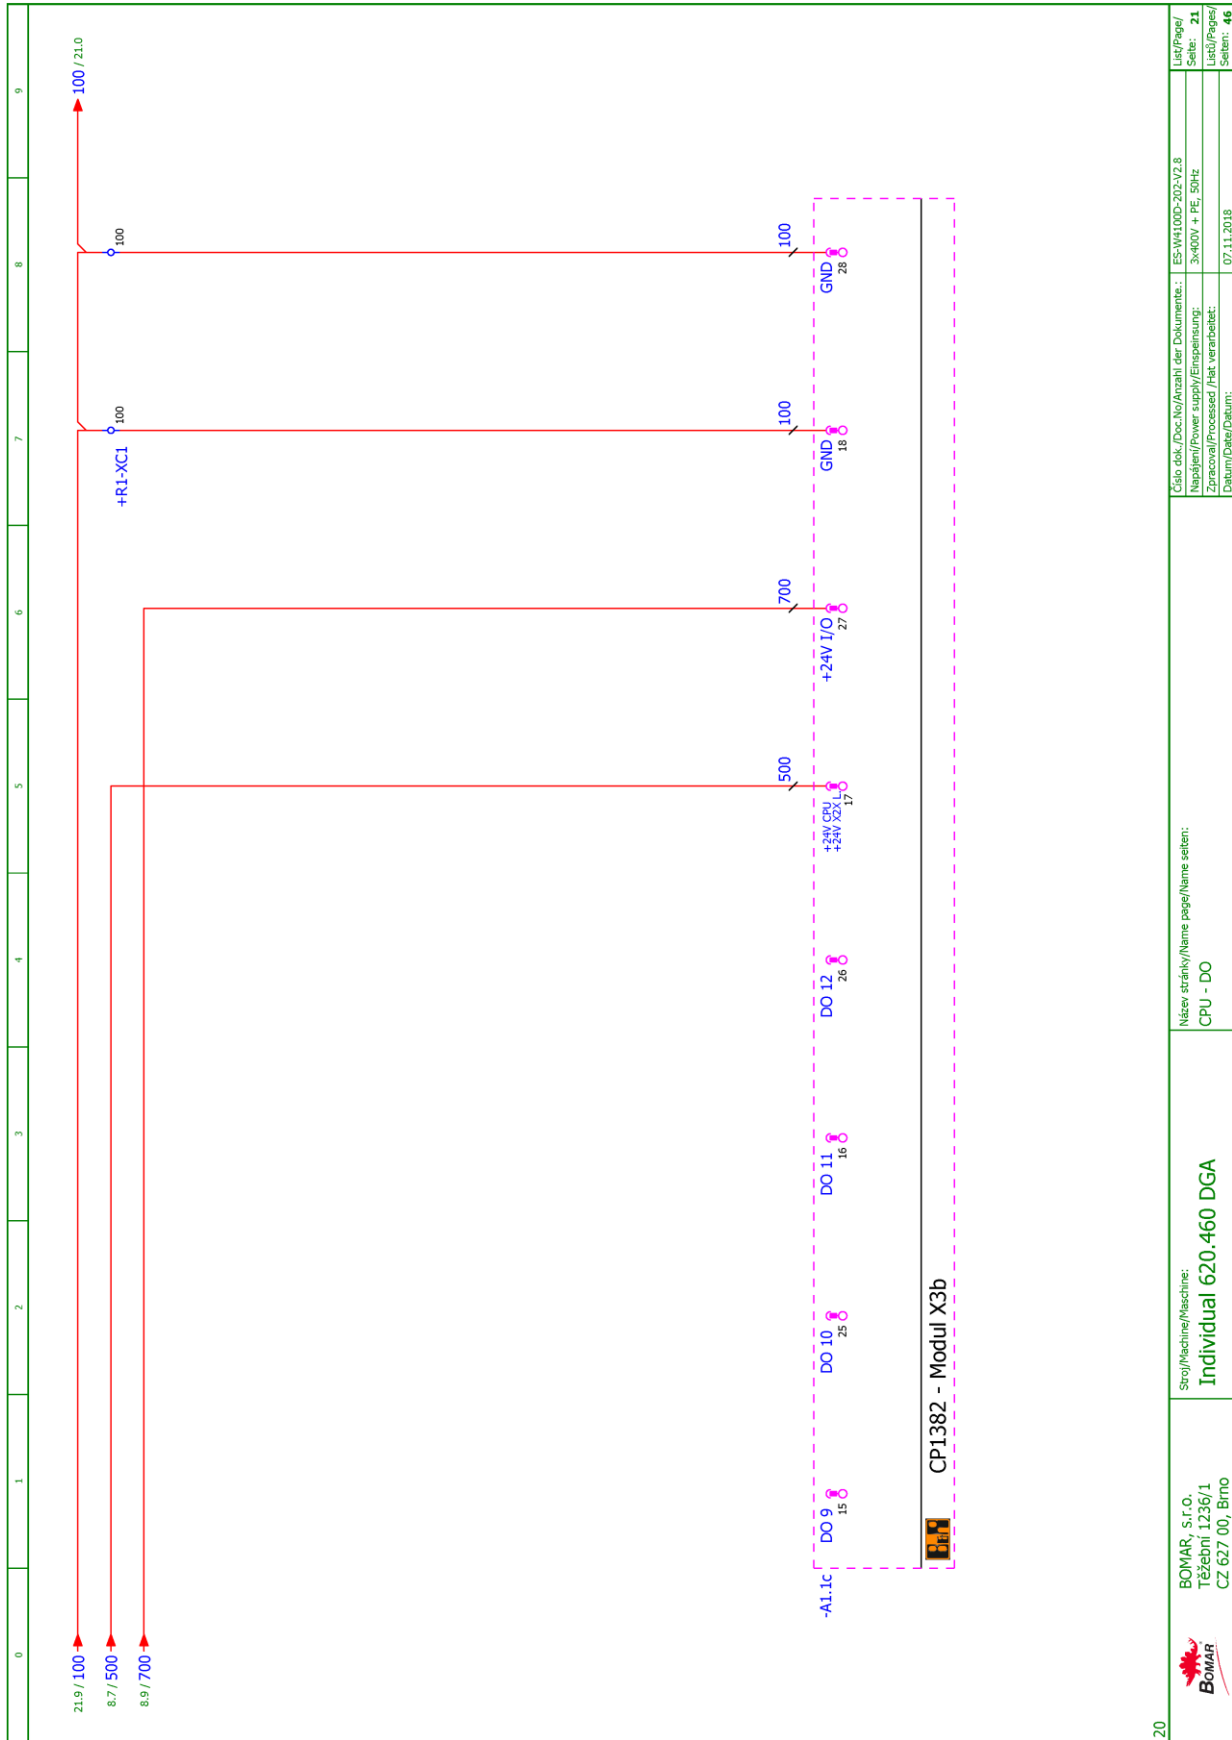 0 1 2 3 4 5 6 7 8 9
21.9 / 100
100 / 21.0
8.7 / 500
8.9 / 700
+R1-XC1
100
100
500
700
100
100
-A1.1c
DO 9
15
DO 10
25
DO 11
16
DO 12
26
+24V CPU
+24V X2X L.
17
+24V I/O
27
GND
18
GND
28
B&R
CP1382 - Modul X3b
20
BOMAR
BOMAR, s.r.o.
Těžební 1236/1
CZ 627 00, Brno
Stroj/Machine/Maschine:
Individual 620.460 DGA
Název stránky/Name page/Name seiten:
CPU - DO
Číslo dok./Doc.No/Anzahl der Dokumente.:
ES-W4100D-202-V2.8
Napájení/Power supply/Einspeinsung:
3x400V + PE, 50Hz
Zpracoval/Processed /Hat verarbeitet:
Datum/Date/Datum:
07.11.2018
List/Page/
Seite: 21
Listů/Pages/
Seiten: 46